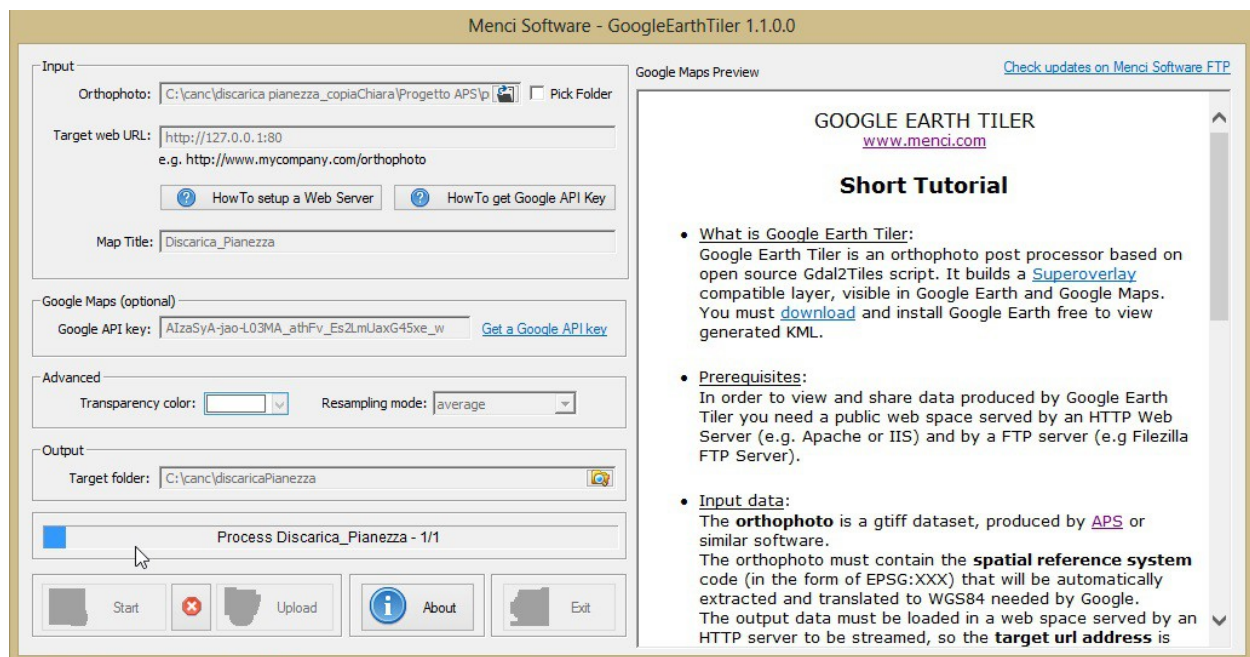 Menci Software - GoogleEarthTiler 1.1.0.0
Input
Orthophoto: C:\canc\discarica pianezza_copiaChiara\Progetto APS\p Pick Folder
Target web URL: http://127.0.0.1:80
e.g. http://www.mycompany.com/orthophoto
HowTo setup a Web Server HowTo get Google API Key
Map Title: Discarica_Pianezza
Google Maps (optional)
Google API key: AIzaSyA-jao-L03MA_athFv_Es2LmUaxG45xe_w Get a Google API key
Advanced
Transparency color: Resampling mode: average
Output
Target folder: C:\canc\discaricaPianezza
Process Discarica_Pianezza - 1/1
Start Upload About Exit
Google Maps Preview Check updates on Menci Software FTP
GOOGLE EARTH TILER
www.menci.com
Short Tutorial
• What is Google Earth Tiler:
Google Earth Tiler is an orthophoto post processor based on
open source Gdal2Tiles script. It builds a Superoverlay
compatible layer, visible in Google Earth and Google Maps.
You must download and install Google Earth free to view
generated KML.
• Prerequisites:
In order to view and share data produced by Google Earth
Tiler you need a public web space served by an HTTP Web
Server (e.g. Apache or IIS) and by a FTP server (e.g Filezilla
FTP Server).
• Input data:
The orthophoto is a gtiff dataset, produced by APS or
similar software.
The orthophoto must contain the spatial reference system
code (in the form of EPSG:XXX) that will be automatically
extracted and translated to WGS84 needed by Google.
The output data must be loaded in a web space served by an
HTTP server to be streamed, so the target url address is